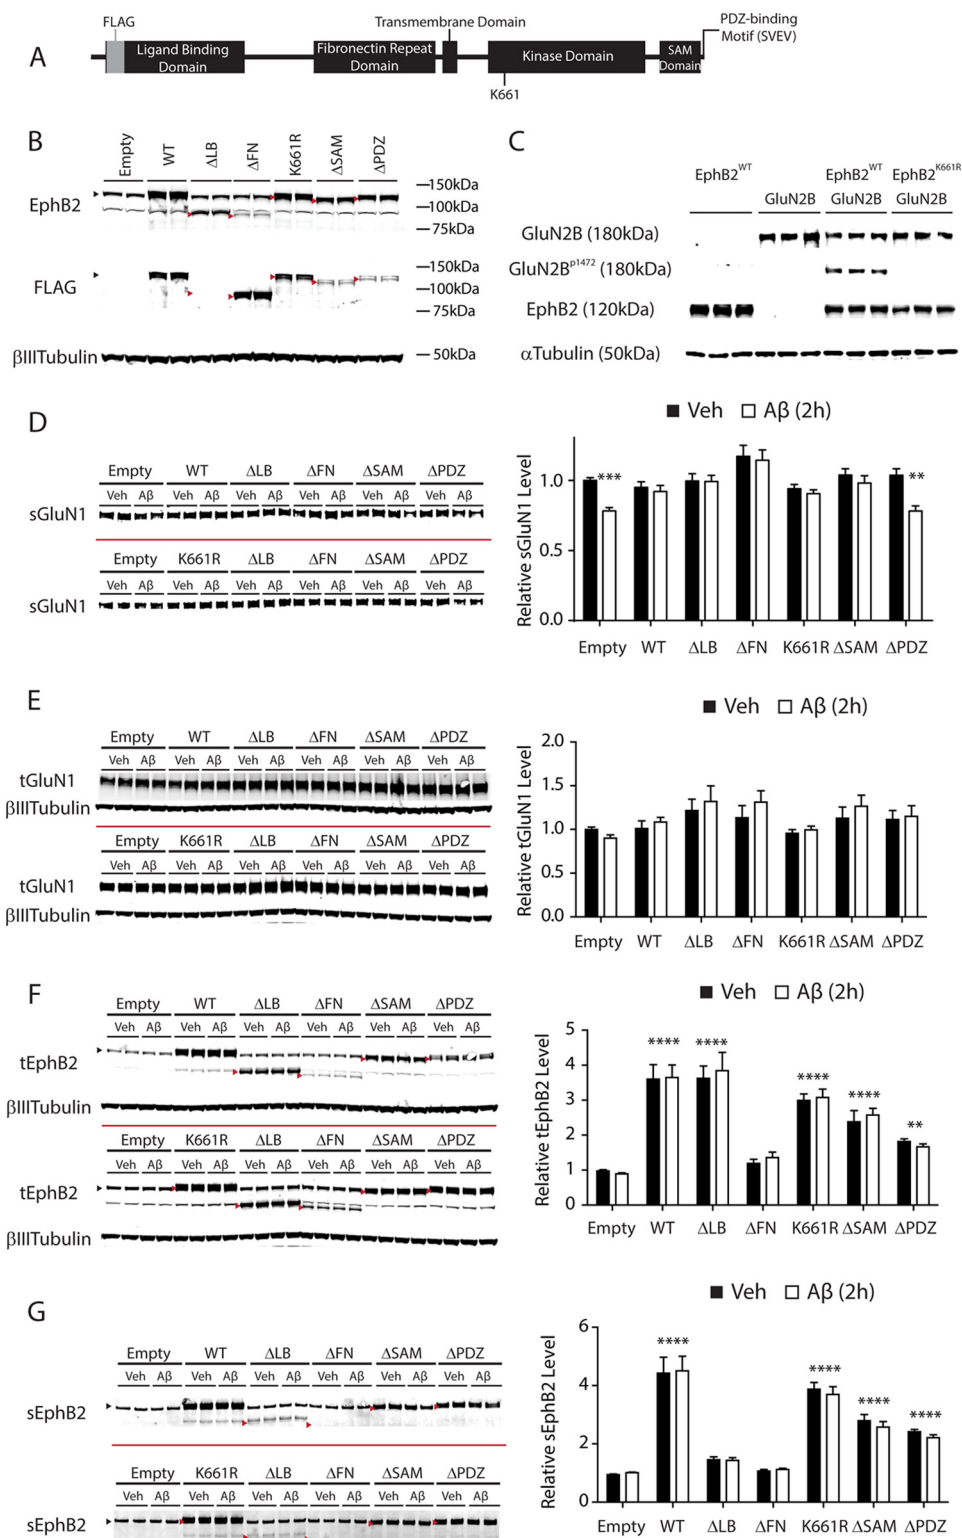 A
FLAG
Transmembrane Domain
PDZ-binding
Motif (SVEV)
Ligand Binding
Domain
Fibronectin Repeat
Domain
Kinase Domain
SAM
Domain
K661
B
Empty WT ΔLB ΔFN K661R ΔSAM ΔPDZ
EphB2
150kDa
100kDa
75kDa
FLAG
150kDa
100kDa
75kDa
βIIITubulin
50kDa
C
EphB2WT EphB2WT EphB2K661R
GluN2B GluN2B GluN2B
GluN2B (180kDa)
GluN2Bp1472 (180kDa)
EphB2 (120kDa)
αTubulin (50kDa)
D
Empty WT ΔLB ΔFN ΔSAM ΔPDZ
Veh Aβ Veh Aβ Veh Aβ Veh Aβ Veh Aβ Veh Aβ
sGluN1
Empty K661R ΔLB ΔFN ΔSAM ΔPDZ
Veh Aβ Veh Aβ Veh Aβ Veh Aβ Veh Aβ Veh Aβ
sGluN1
Veh Aβ (2h)
Relative sGluN1 Level
1.0
0.5
0.0
*** **
Empty WT ΔLB ΔFN K661R ΔSAM ΔPDZ
E
Empty WT ΔLB ΔFN ΔSAM ΔPDZ
Veh Aβ Veh Aβ Veh Aβ Veh Aβ Veh Aβ Veh Aβ
tGluN1
βIIITubulin
Empty K661R ΔLB ΔFN ΔSAM ΔPDZ
Veh Aβ Veh Aβ Veh Aβ Veh Aβ Veh Aβ Veh Aβ
tGluN1
βIIITubulin
Veh Aβ (2h)
Relative tGluN1 Level
2.0
1.5
1.0
0.5
0.0
Empty WT ΔLB ΔFN K661R ΔSAM ΔPDZ
F
Empty WT ΔLB ΔFN ΔSAM ΔPDZ
Veh Aβ Veh Aβ Veh Aβ Veh Aβ Veh Aβ Veh Aβ
tEphB2
βIIITubulin
Empty K661R ΔLB ΔFN ΔSAM ΔPDZ
Veh Aβ Veh Aβ Veh Aβ Veh Aβ Veh Aβ Veh Aβ
tEphB2
βIIITubulin
Veh Aβ (2h)
Relative tEphB2 Level
5
4
3
2
1
0
**** **** **** **** **
Empty WT ΔLB ΔFN K661R ΔSAM ΔPDZ
G
Empty WT ΔLB ΔFN ΔSAM ΔPDZ
Veh Aβ Veh Aβ Veh Aβ Veh Aβ Veh Aβ Veh Aβ
sEphB2
Empty K661R ΔLB ΔFN ΔSAM ΔPDZ
Veh Aβ Veh Aβ Veh Aβ Veh Aβ Veh Aβ Veh Aβ
sEphB2
Veh Aβ (2h)
Relative sEphB2 Level
6
4
2
0
**** **** **** ****
Empty WT ΔLB ΔFN K661R ΔSAM ΔPDZ